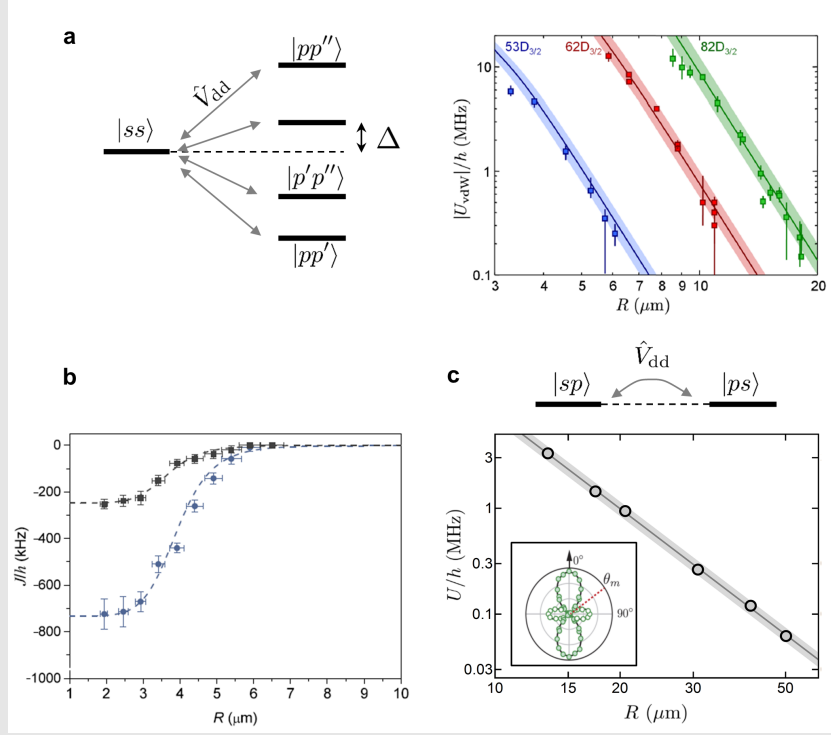 a
|pp''⟩
V̂dd
|ss⟩
Δ
|p'p''⟩
|pp'⟩
53D3/2 62D3/2 82D3/2
|UvdW|/h (MHz)
10
1
0.1
3 4 5 6 7 8 9 10 20
R (μm)
b
J/h (kHz)
0
-200
-400
-600
-800
-1000
1 2 3 4 5 6 7 8 9 10
R (μm)
c
V̂dd
|sp⟩ |ps⟩
U/h (MHz)
3
1
0.3
0.1
0.03
0°
θm
90°
10 15 20 30 50
R (μm)